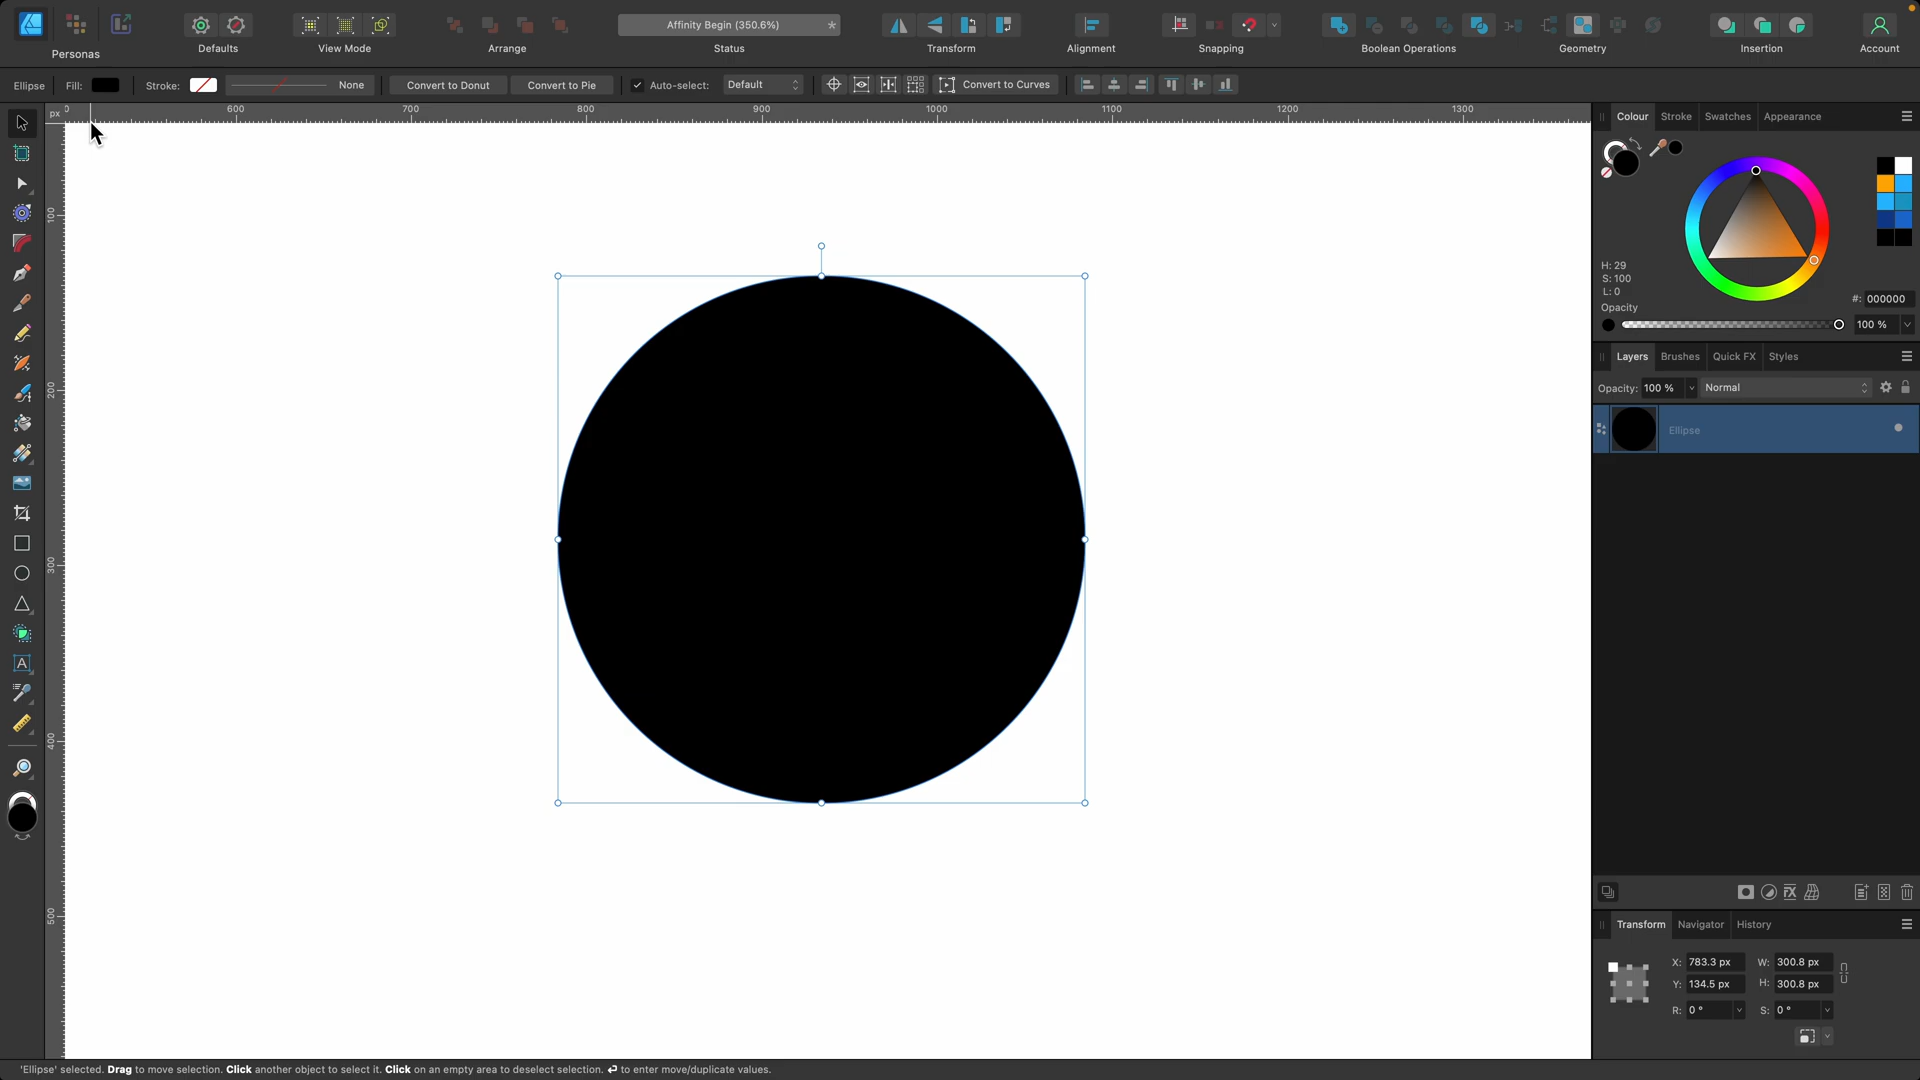 Affinity Begin (350.6%) *
Personas Defaults View Mode Arrange Status Transform Alignment Snapping Boolean Operations Geometry Insertion Account
Ellipse Fill: Stroke: None Convert to Donut Convert to Pie Auto-select: Default Convert to Curves
px 600 700 800 900 1000 1100 1200 1300
100
200
300
400
500
Colour Stroke Swatches Appearance
H: 29
S: 100
L: 0
#: 000000
Opacity
100 %
Layers Brushes Quick FX Styles
Opacity: 100 % Normal
Ellipse
Transform Navigator History
X: 783.3 px W: 300.8 px
Y: 134.5 px H: 300.8 px
R: 0 ° S: 0 °
'Ellipse' selected. Drag to move selection. Click another object to select it. Click on an empty area to deselect selection. ⏎ to enter move/duplicate values.